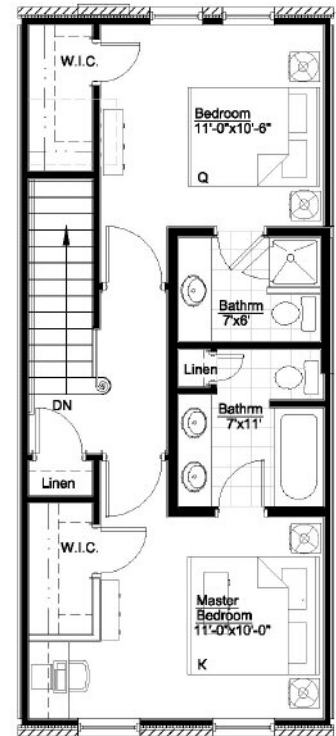 W.I.C.
Bedroom
11'-0"x10'-6"
Q
Bathrm
7'x6'
Linen
DN
Bathrm
7'x11'
Linen
W.I.C.
Master
Bedroom
11'-0"x10'-0"
K